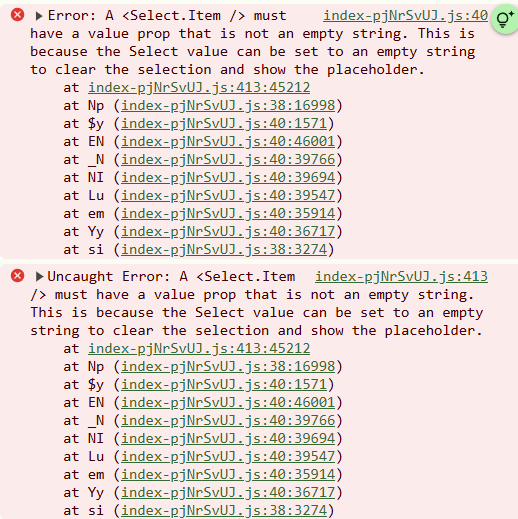 Error: A <Select.Item /> must index-pjNrSvUJ.js:40
have a value prop that is not an empty string. This is
because the Select value can be set to an empty string
to clear the selection and show the placeholder.
at index-pjNrSvUJ.js:413:45212
at Np (index-pjNrSvUJ.js:38:16998)
at $y (index-pjNrSvUJ.js:40:1571)
at EN (index-pjNrSvUJ.js:40:46001)
at _N (index-pjNrSvUJ.js:40:39766)
at NI (index-pjNrSvUJ.js:40:39694)
at Lu (index-pjNrSvUJ.js:40:39547)
at em (index-pjNrSvUJ.js:40:35914)
at Yy (index-pjNrSvUJ.js:40:36717)
at si (index-pjNrSvUJ.js:38:3274)
Uncaught Error: A <Select.Item index-pjNrSvUJ.js:413
/> must have a value prop that is not an empty string.
This is because the Select value can be set to an empty
string to clear the selection and show the placeholder.
at index-pjNrSvUJ.js:413:45212
at Np (index-pjNrSvUJ.js:38:16998)
at $y (index-pjNrSvUJ.js:40:1571)
at EN (index-pjNrSvUJ.js:40:46001)
at _N (index-pjNrSvUJ.js:40:39766)
at NI (index-pjNrSvUJ.js:40:39694)
at Lu (index-pjNrSvUJ.js:40:39547)
at em (index-pjNrSvUJ.js:40:35914)
at Yy (index-pjNrSvUJ.js:40:36717)
at si (index-pjNrSvUJ.js:38:3274)